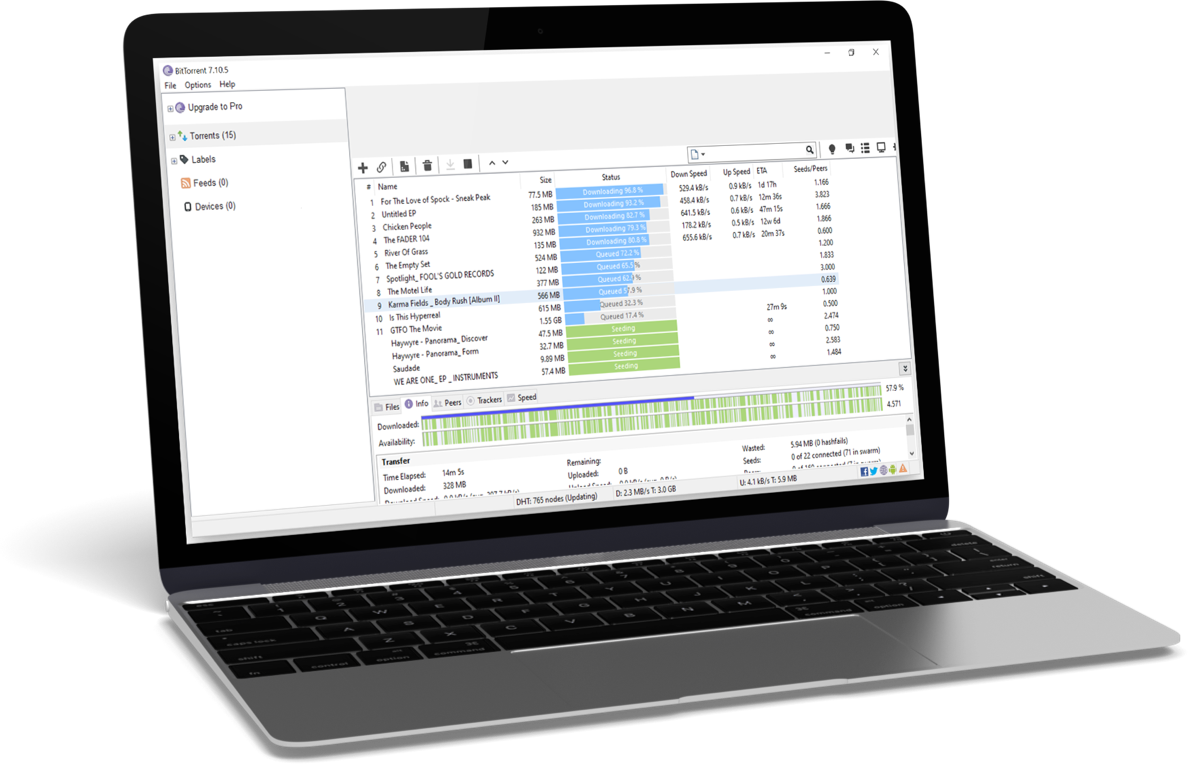 BitTorrent 7.10.5
File Options Help
Upgrade to Pro
Torrents (15)
Labels
Feeds (0)
Devices (0)
# Name Size Status Down Speed Up Speed ETA Seeds/Peers
1 For The Love of Spock - Sneak Peak 77.5 MB Downloading 96.8 % 529.4 kB/s 0.9 kB/s 1d 17h 1.166
2 Untitled EP 185 MB Downloading 93.2 % 458.4 kB/s 0.7 kB/s 12m 36s 3.823
3 Chicken People 263 MB Downloading 82.7 % 641.5 kB/s 0.6 kB/s 47m 15s 1.666
4 The FADER 104 932 MB Downloading 79.3 % 178.2 kB/s 0.5 kB/s 12w 6d 1.866
5 River Of Grass 135 MB Downloading 80.8 % 655.6 kB/s 0.7 kB/s 20m 37s 0.600
6 The Empty Set 524 MB Queued 72.2 % 1.200
7 Spotlight_ FOOL'S GOLD RECORDS 122 MB Queued % 1.833
8 The Motel Life 377 MB Queued % 3.000
9 Karma Fields _ Body Rush [Album II] 566 MB Queued 57.9 % 0.639
10 Is This Hyperreal 615 MB Queued 32.3 % 1.000
11 GTFO The Movie 1.55 GB Queued 17.4 % 0.500
Haywyre - Panorama_ Discover 47.5 MB Seeding 27m 9s 2.474
Haywyre - Panorama_ Form 32.7 MB Seeding ∞ 0.750
Saudade 9.89 MB Seeding ∞ 2.583
WE ARE ONE_ EP _ INSTRUMENTS 57.4 MB Seeding ∞ 1.484
Files Info Peers Trackers Speed
Downloaded: 57.9 %
Availability: 4.571
Transfer
Time Elapsed: 14m 5s Remaining: Wasted: 5.94 MB (0 hashfails)
Downloaded: 328 MB Uploaded: 0 B Seeds: 0 of 22 connected (71 in swarm)
DHT: 765 nodes (Updating) D: 2.3 MB/s T: 3.0 GB U: 4.1 kB/s T: 5.9 MB
delete
tab Q W E R T Y U I O P
return
caps lock A S D F G H J K L
shift Z X C V B N M shift
fn control option command command option